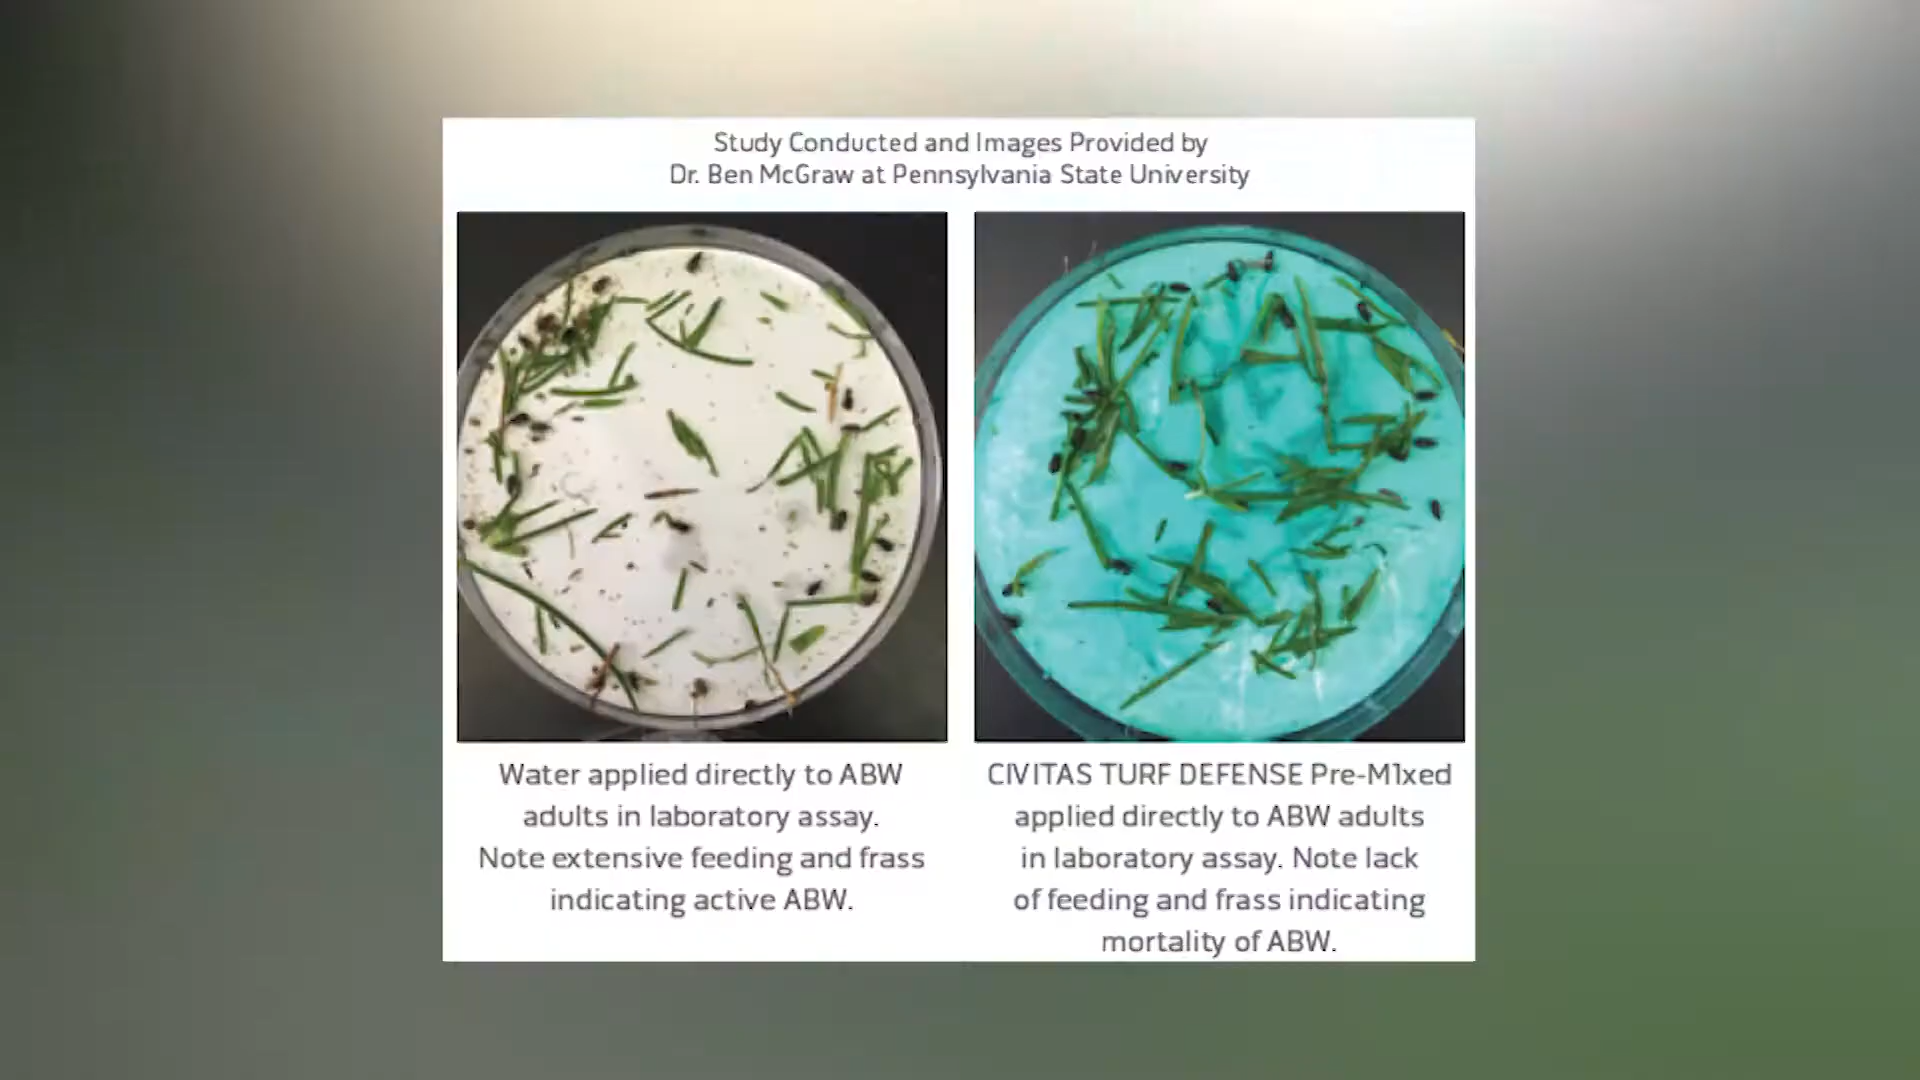 Study Conducted and Images Provided by
Dr. Ben McGraw at Pennsylvania State University
Water applied directly to ABW
adults in laboratory assay.
Note extensive feeding and frass
indicating active ABW.
CIVITAS TURF DEFENSE Pre-M1xed
applied directly to ABW adults
in laboratory assay. Note lack
of feeding and frass indicating
mortality of ABW.